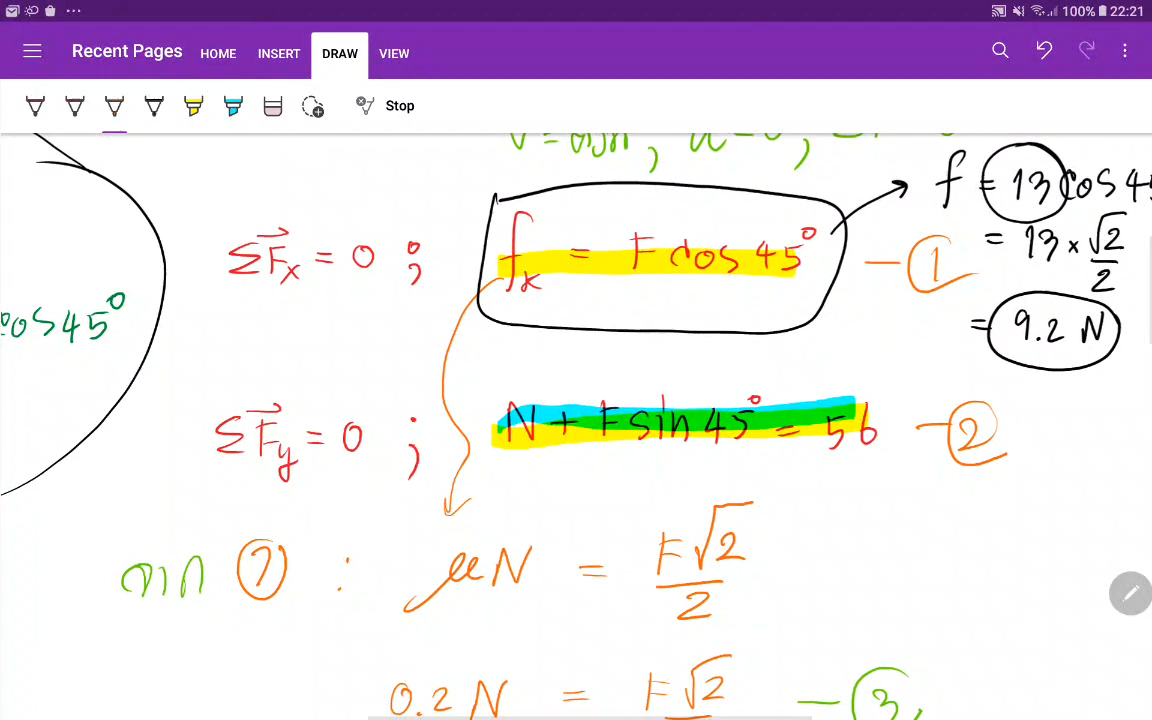 100% 22:21
Recent Pages HOME INSERT DRAW VIEW
Stop
f = 13 cos 45
= 13 × √2/2
= 9.2 N
ΣF⃗x = 0 ; fk = F cos 45° — ①
cos 45°
ΣF⃗y = 0 ; N + F sin 45° = 56 — ②
จาก ① : μN = F√2/2
0.2 N = F√2 — ③